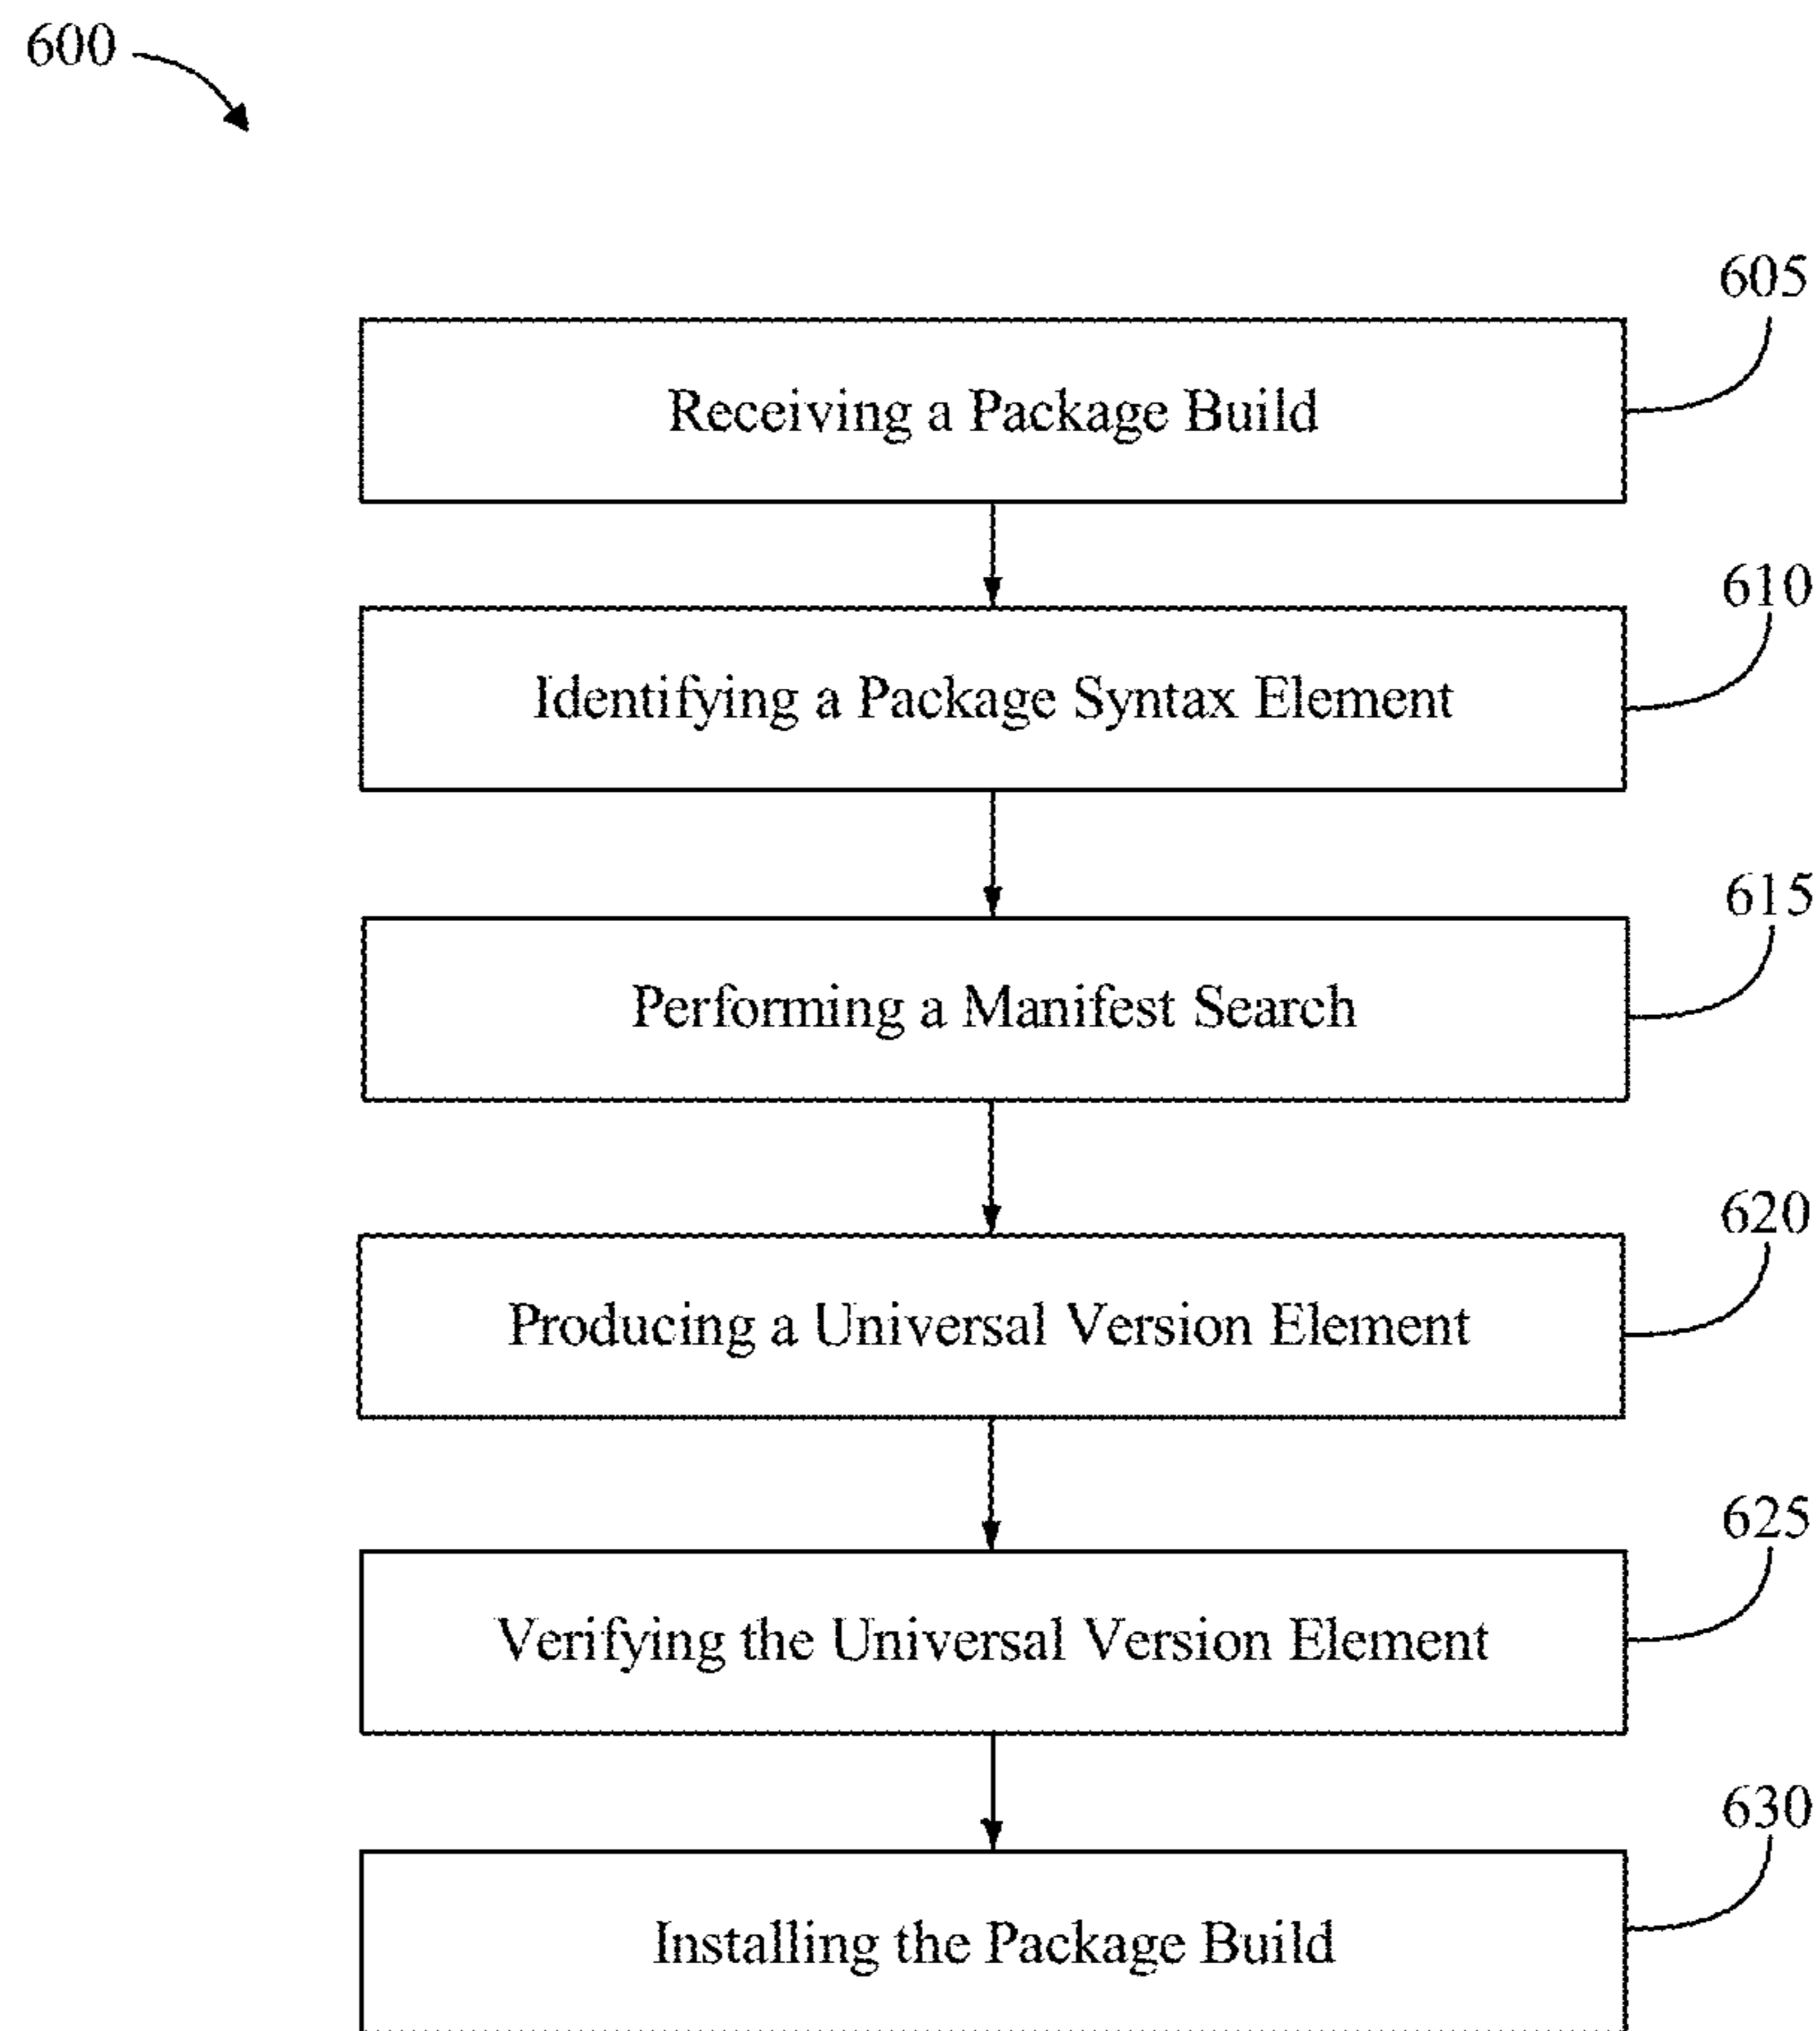 600
605
Receiving a Package Build
610
Identifying a Package Syntax Element
615
Performing a Manifest Search
620
Producing a Universal Version Element
625
Verifying the Universal Version Element
630
Installing the Package Build